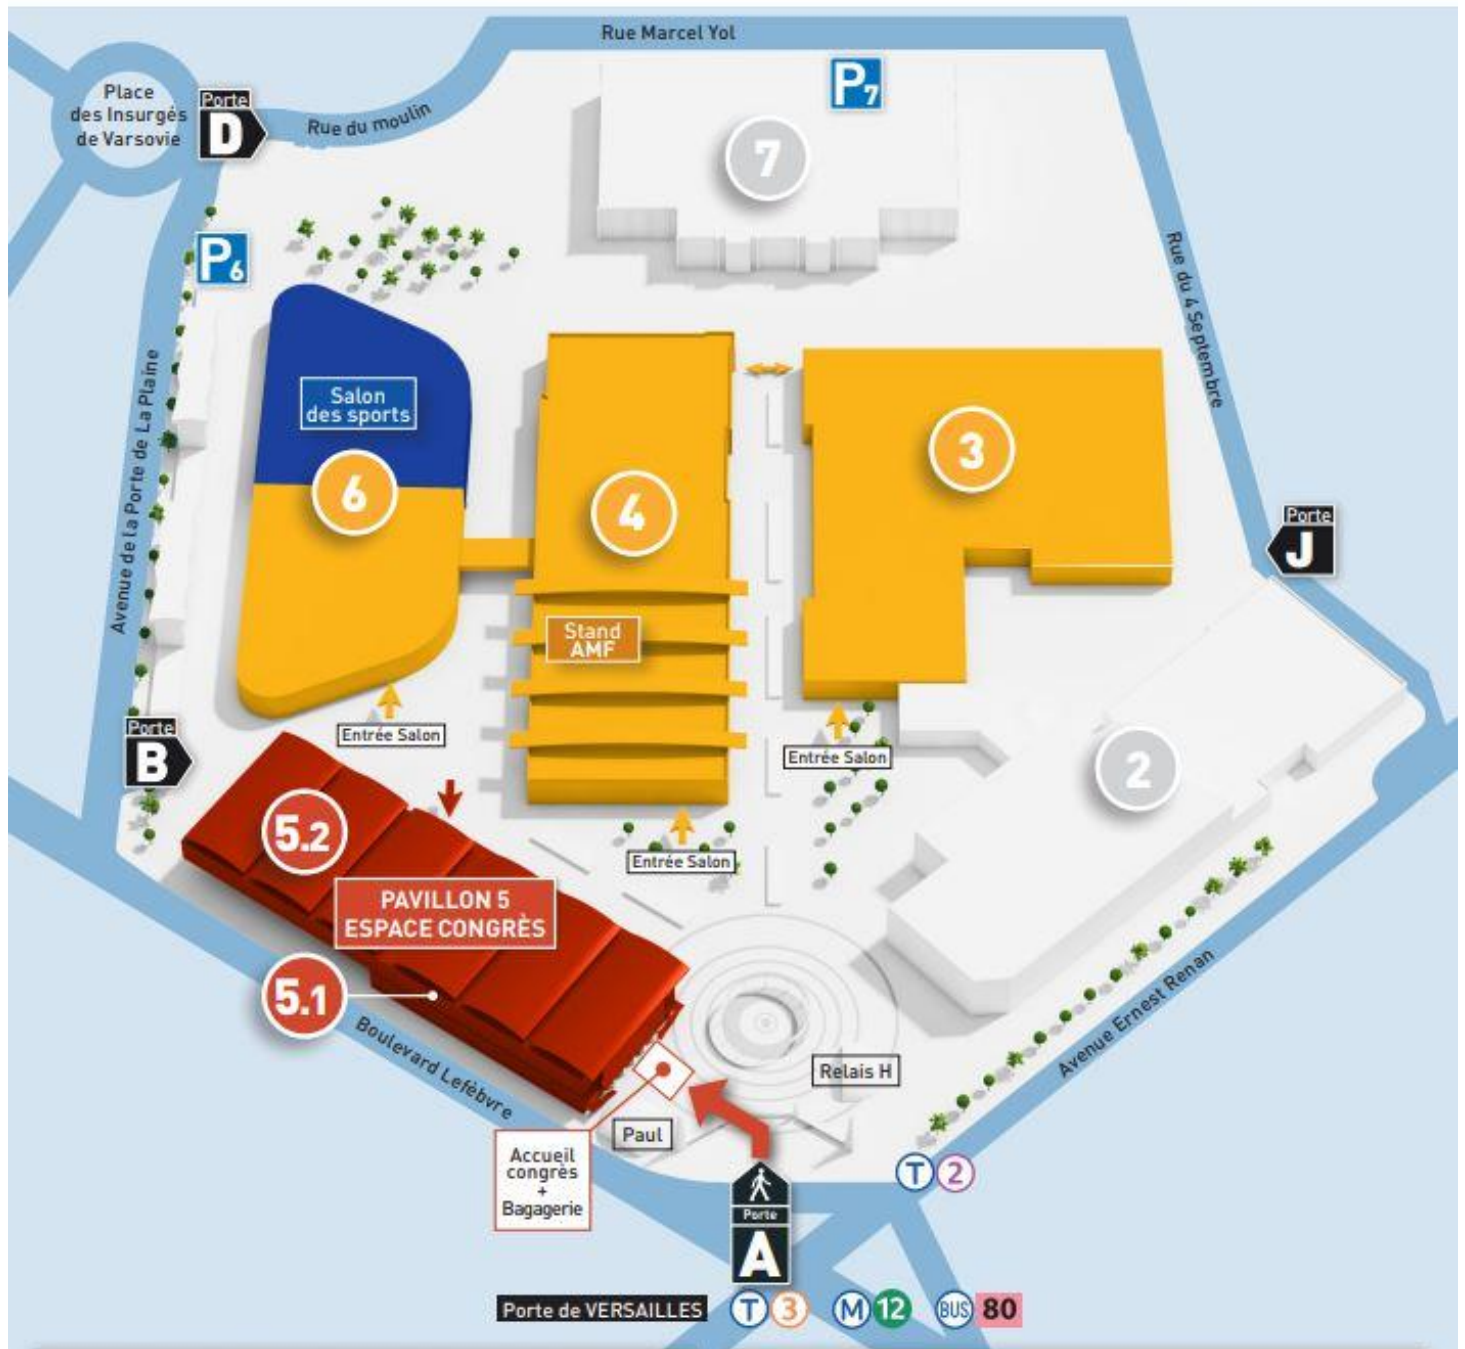 Rue Marcel Yol
P7
Place
des Insurgés
de Varsovie
Porte
D
Rue du moulin
7
P6
Rue du 4 Septembre
Avenue de la Porte de La Plaine
Salon
des sports
6
4
3
Porte
J
Stand
AMF
Entrée Salon
Entrée Salon
Porte
B
2
5.2
Entrée Salon
PAVILLON 5
ESPACE CONGRÈS
5.1
Boulevard Lefèbvre
Avenue Ernest Renan
Relais H
Paul
Accueil
congrès
+
Bagagerie
T 2
Porte
A
Porte de VERSAILLES T 3 M 12 BUS 80